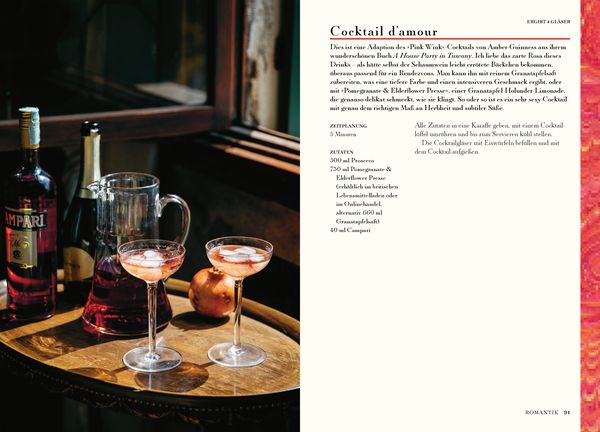 CAMPARI
ERGIBT 4 GLÄSER
Cocktail d'amour
Dies ist eine Adaption des »Pink Wink« Cocktails von Amber Guinness aus ihrem
wunderschönen Buch A House Party in Tuscany. Ich liebe das zarte Rosa dieses
Drinks – als hätte selbst der Schaumwein leicht errötete Bäckchen bekommen,
überaus passend für ein Rendezvous. Man kann ihn mit reinem Granatapfelsaft
zubereiten, was eine tiefere Farbe und einen intensiveren Geschmack ergibt, oder
mit »Pomegranate & Elderflower Presse«, einer Granatapfel-Holunder-Limonade,
die genauso delikat schmeckt, wie sie klingt. So oder so ist es ein sehr sexy Cocktail
mit genau dem richtigen Maß an Herbheit und subtiler Süße.
ZEITPLANUNG
5 Minuten
ZUTATEN
500 ml Prosecco
750 ml Pomegranate &
Elderflower Presse
(erhältlich im britischen
Lebensmittelladen oder
im Onlinehandel,
alternativ 660 ml
Granatapfelsaft)
40 ml Campari
Alle Zutaten in eine Karaffe geben, mit einem Cocktail-
löffel umrühren und bis zum Servieren kühl stellen.
Die Cocktailgläser mit Eiswürfeln befüllen und mit
dem Cocktail aufgießen.
ROMANTIK 91